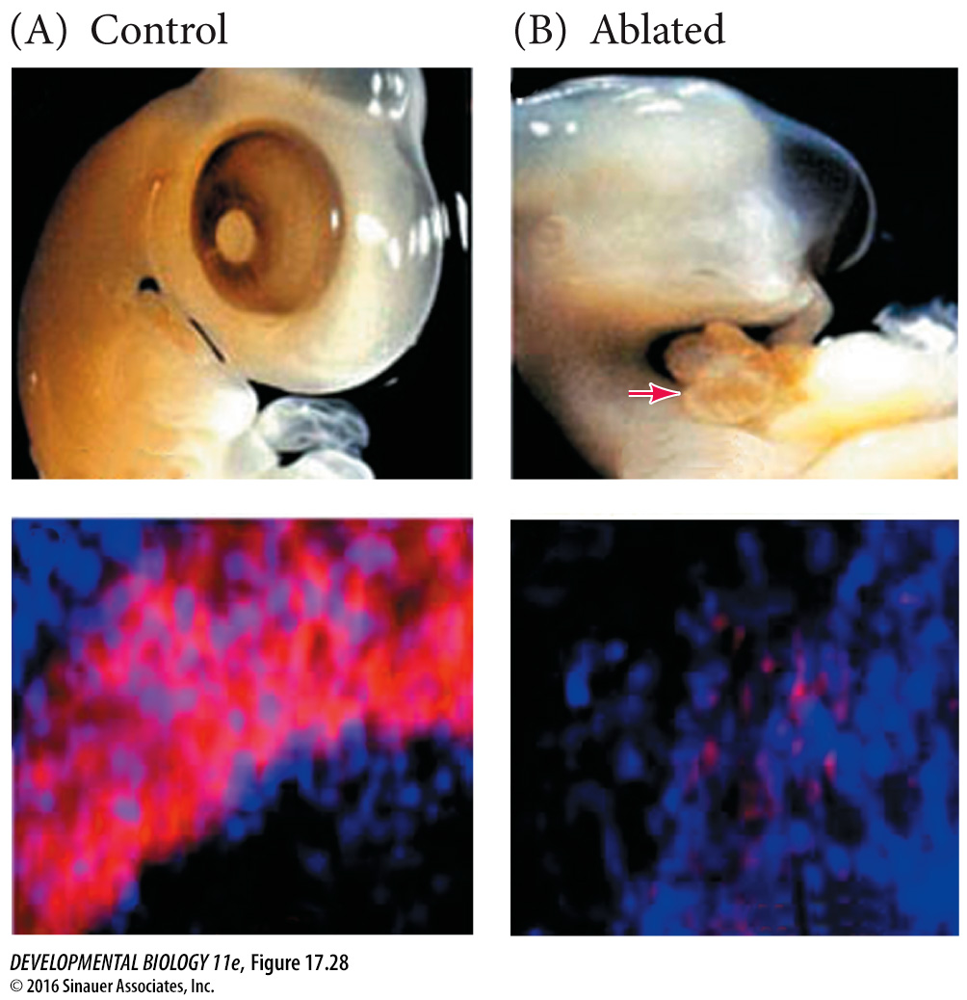 (A) Control
(B) Ablated
DEVELOPMENTAL BIOLOGY 11e, Figure 17.28
© 2016 Sinauer Associates, Inc.